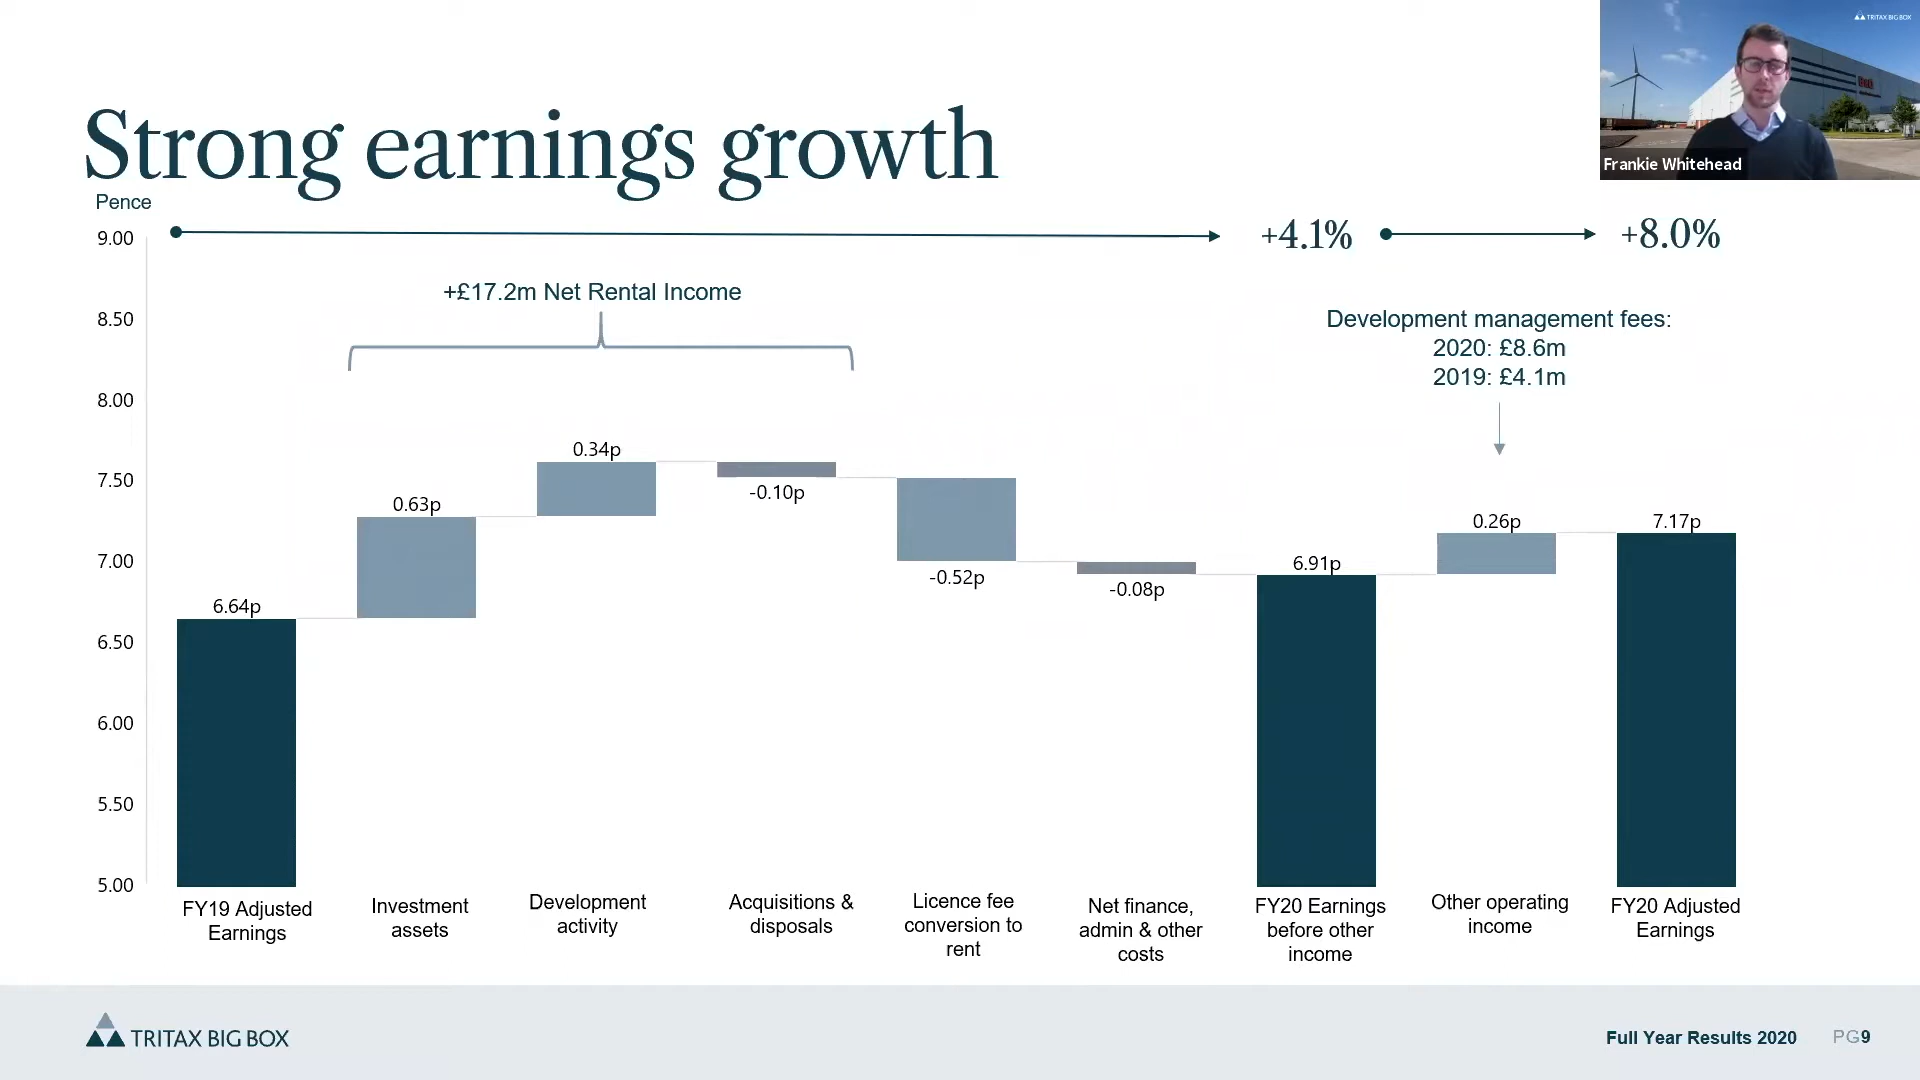 TRITAX BIG BOX
Frankie Whitehead
Strong earnings growth
Pence
+4.1%
+8.0%
+£17.2m Net Rental Income
Development management fees:
2020: £8.6m
2019: £4.1m
9.00
8.50
8.00
7.50
7.00
6.50
6.00
5.50
5.00
6.64p
0.63p
0.34p
-0.10p
-0.52p
-0.08p
6.91p
0.26p
7.17p
FY19 Adjusted
Earnings
Investment
assets
Development
activity
Acquisitions &
disposals
Licence fee
conversion to
rent
Net finance,
admin & other
costs
FY20 Earnings
before other
income
Other operating
income
FY20 Adjusted
Earnings
TRITAX BIG BOX
Full Year Results 2020 PG9